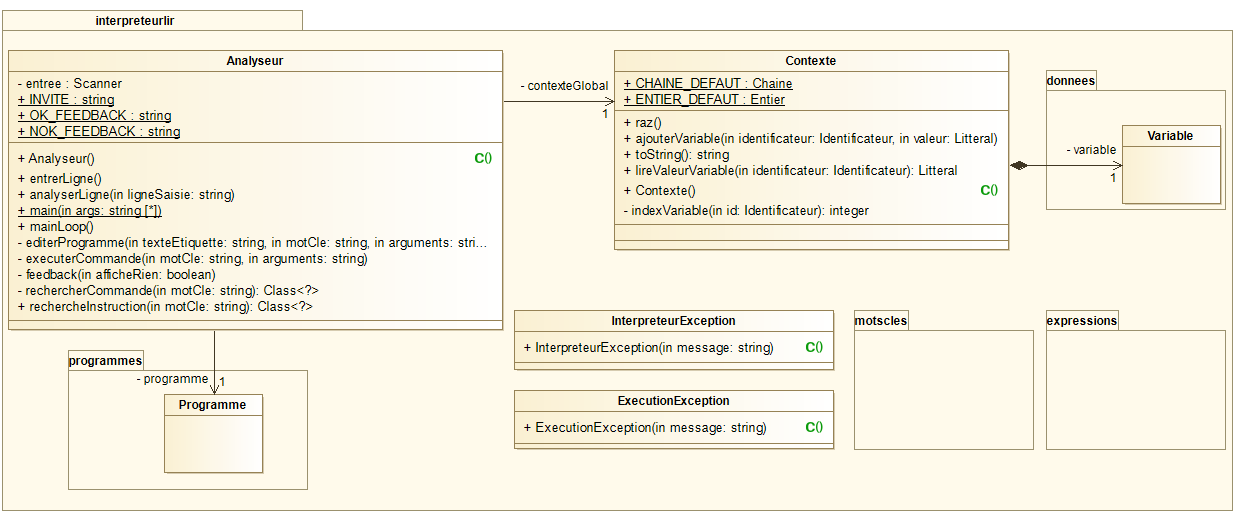 interpreteurlir
Analyseur
- entree : Scanner
+ INVITE : string
+ OK_FEEDBACK : string
+ NOK_FEEDBACK : string
+ Analyseur()
C()
+ entrerLigne()
+ analyserLigne(in ligneSaisie: string)
+ main(in args: string [*])
+ mainLoop()
- editerProgramme(in texteEtiquette: string, in motCle: string, in arguments: stri...
- executerCommande(in motCle: string, in arguments: string)
- feedback(in afficheRien: boolean)
- rechercherCommande(in motCle: string): Class<?>
+ rechercheInstruction(in motCle: string): Class<?>
- contexteGlobal
1
Contexte
+ CHAINE_DEFAUT : Chaine
+ ENTIER_DEFAUT : Entier
+ raz()
+ ajouterVariable(in identificateur: Identificateur, in valeur: Litteral)
+ toString(): string
+ lireValeurVariable(in identificateur: Identificateur): Litteral
+ Contexte()
C()
- indexVariable(in id: Identificateur): integer
donnees
- variable
1
Variable
programmes
- programme
1
Programme
InterpreteurException
+ InterpreteurException(in message: string)
C()
ExecutionException
+ ExecutionException(in message: string)
C()
motscles
expressions